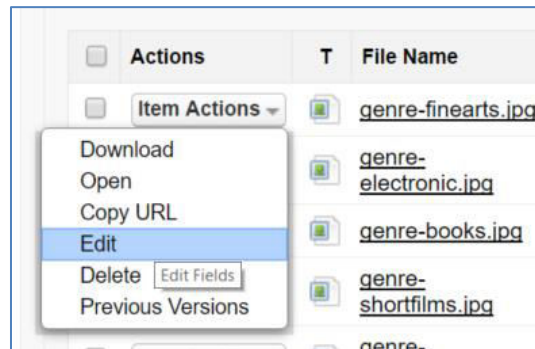 Actions T File Name
Item Actions genre-finearts.jpg
Download
Open
Copy URL
Edit
Delete Edit Fields
Previous Versions
genre-
electronic.jpg
genre-books.jpg
genre-
shortfilms.jpg
genre-